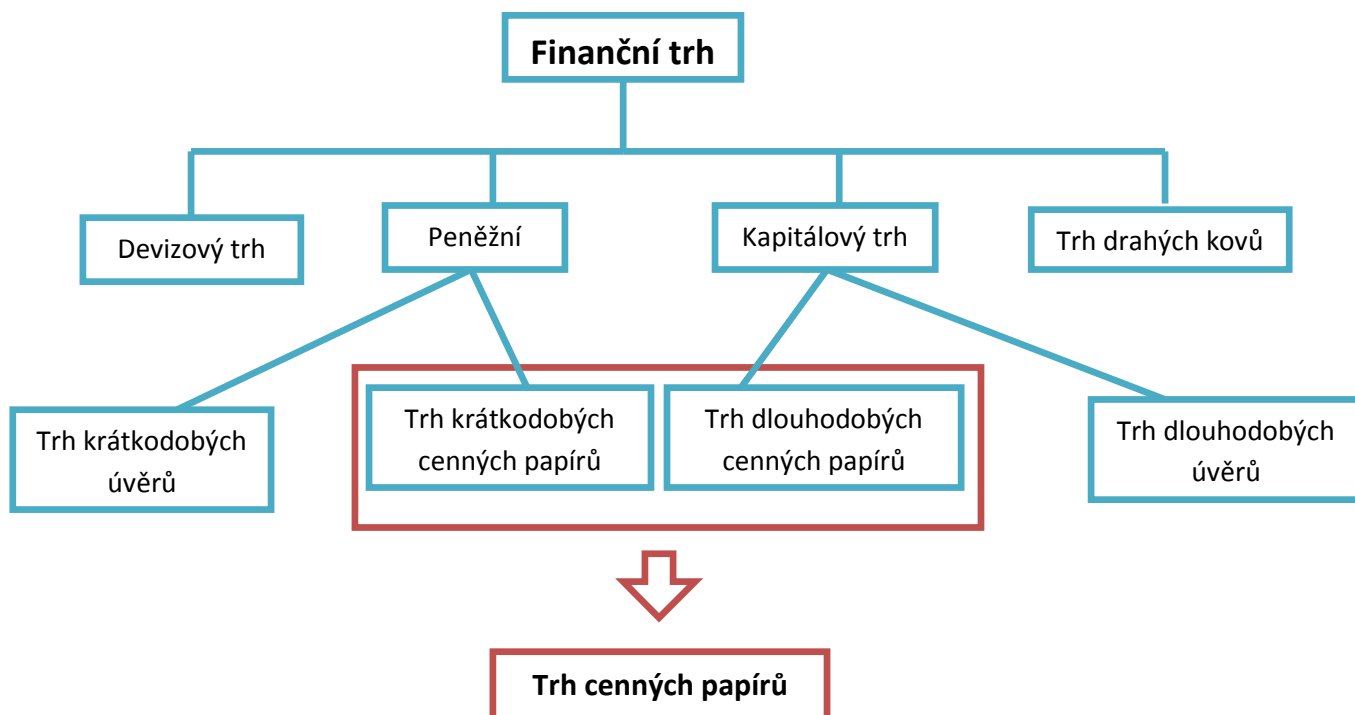 Finanční trh
Devizový trh
Peněžní
Kapitálový trh
Trh drahých kovů
Trh krátkodobých
úvěrů
Trh krátkodobých
cenných papírů
Trh dlouhodobých
cenných papírů
Trh dlouhodobých
úvěrů
Trh cenných papírů